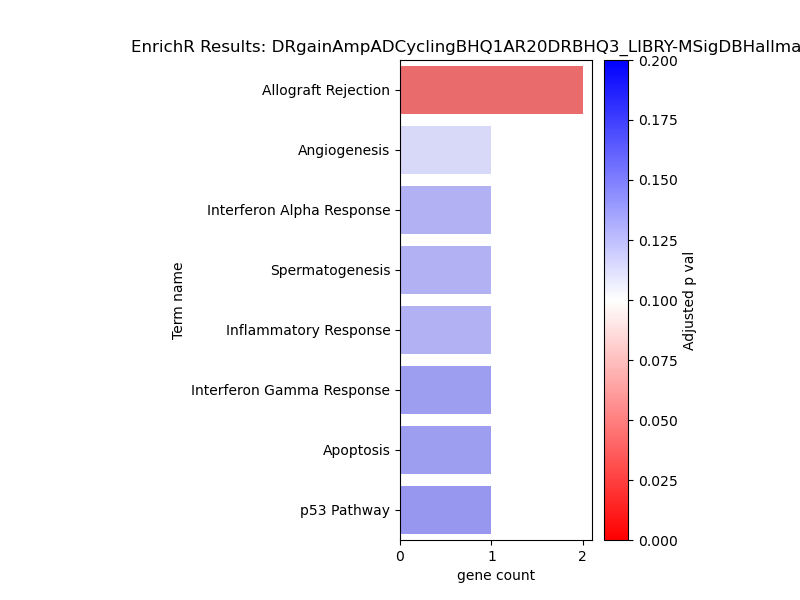 EnrichR Results: DRgainAmpADCyclingBHQ1AR20DRBHQ3_LIBRY-MSigDBHallma
Allograft Rejection
Angiogenesis
Interferon Alpha Response
Spermatogenesis
Inflammatory Response
Interferon Gamma Response
Apoptosis
p53 Pathway
Term name
0 1 2
gene count
0.200
0.175
0.150
0.125
0.100
0.075
0.050
0.025
0.000
Adjusted p val